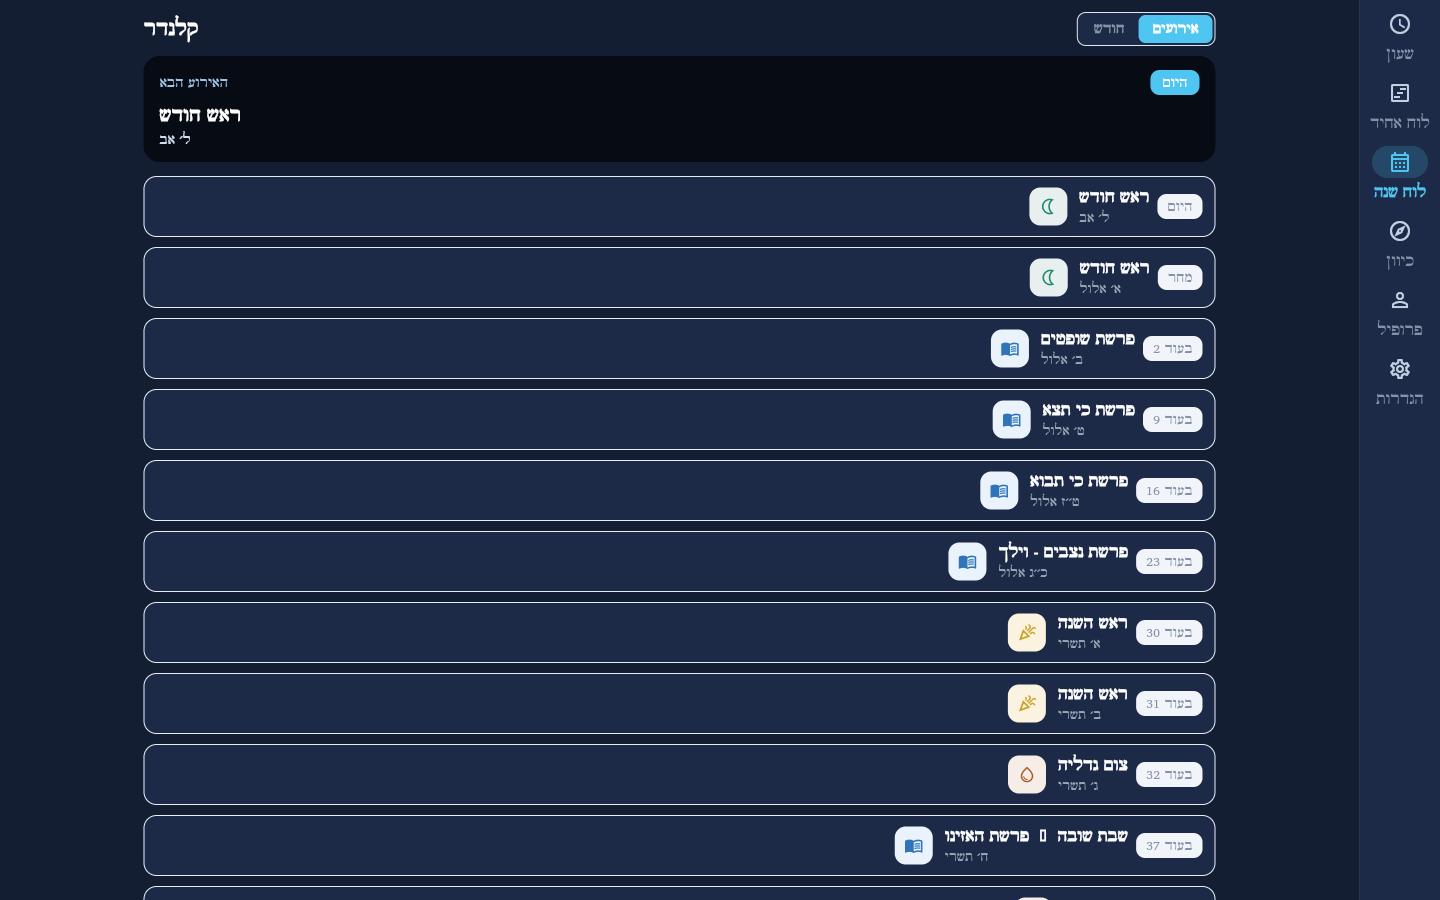 קלנדר
אירועים
חודש
האירוע הבא
היום
ראש חודש
ל׳ אב
היום
ראש חודש
ל׳ אב
מחר
ראש חודש
א׳ אלול
בעוד 2
פרשת שופטים
ב׳ אלול
בעוד 9
פרשת כי תצא
ט׳ אלול
בעוד 16
פרשת כי תבוא
ט״ז אלול
בעוד 23
פרשת נצבים - וילך
כ״ג אלול
בעוד 30
ראש השנה
א׳ תשרי
בעוד 31
ראש השנה
ב׳ תשרי
בעוד 32
צום גדליה
ג׳ תשרי
בעוד 37
שבת שובה פרשת האזינו
ח׳ תשרי
שעון
לוח אחיד
לוח שנה
כיוון
פרופיל
הגדרות